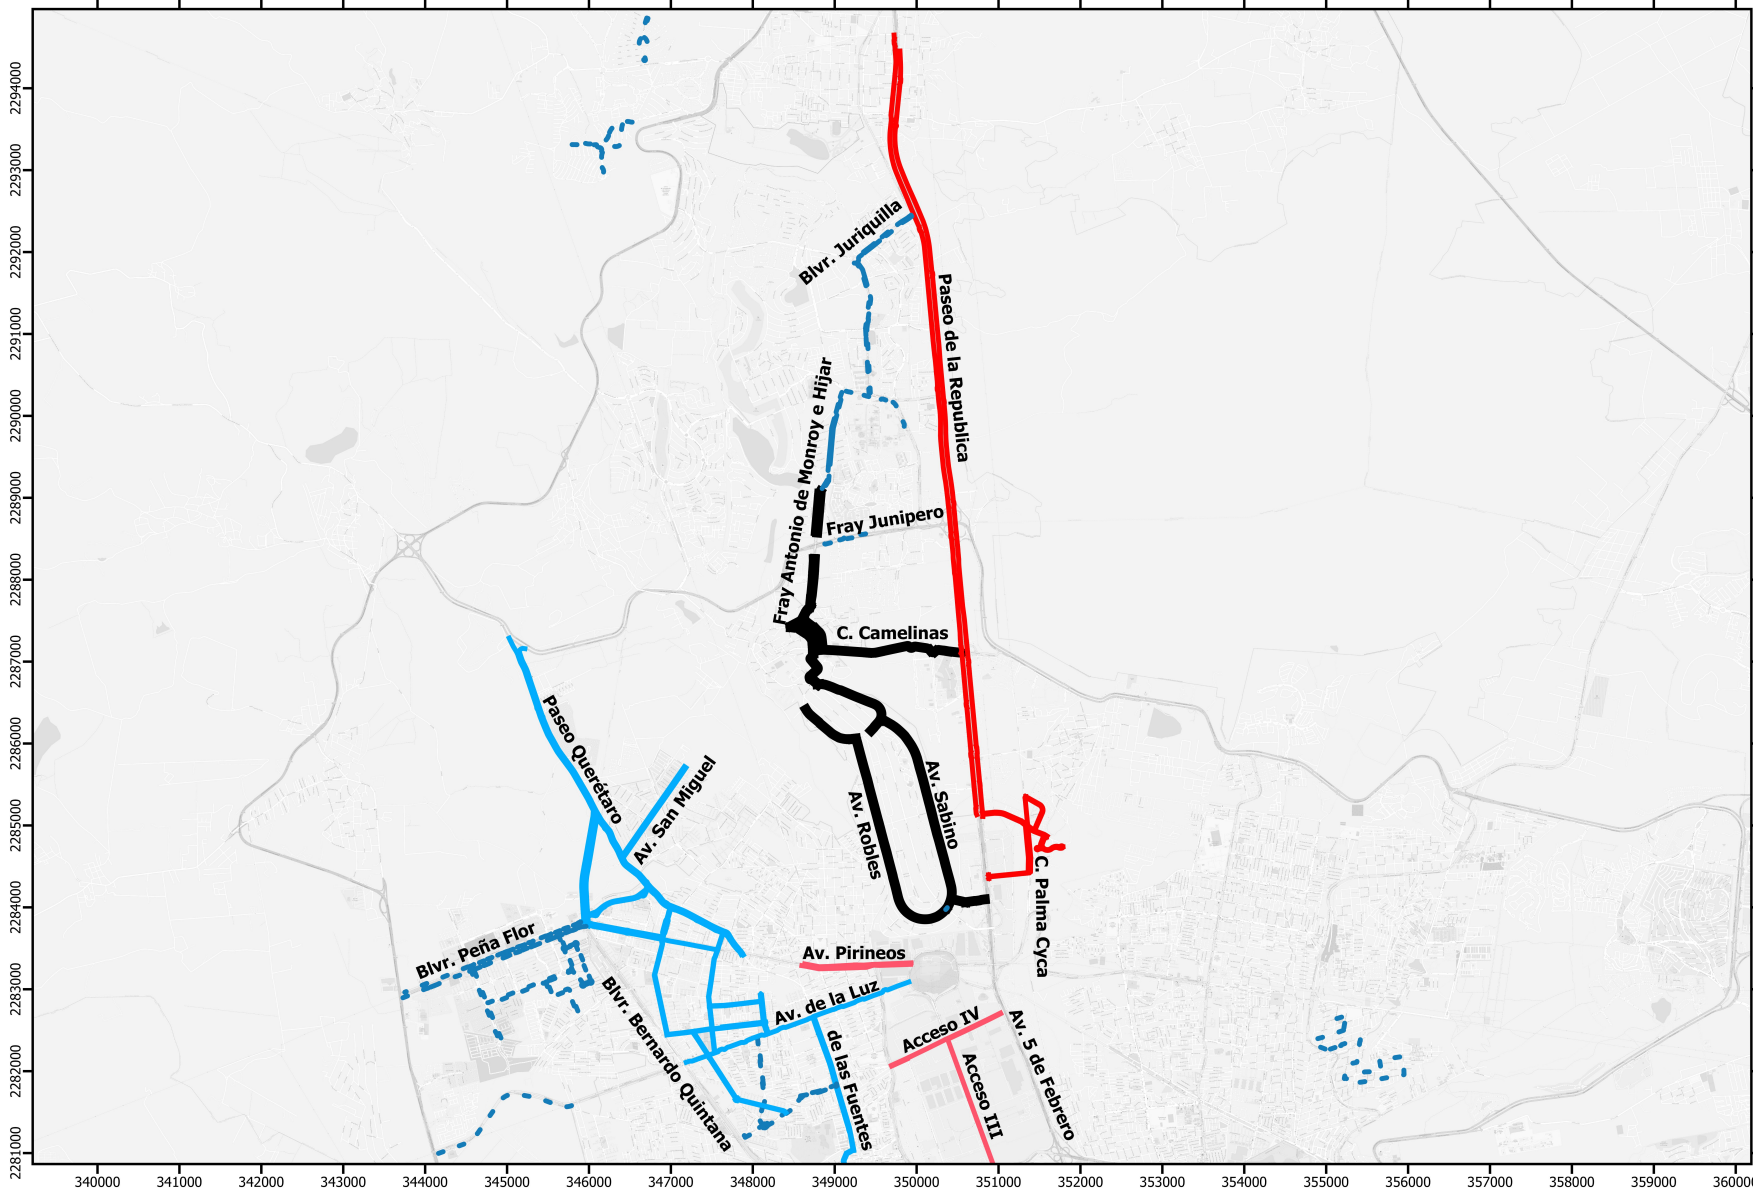 2294000
2293000
2292000
2291000
2290000
2289000
2288000
2287000
2286000
2285000
2284000
2283000
2282000
2281000
Blvr. Juriquilla
Paseo de la Republica
Fray Antonio de Monroy e Hijar
Fray Junipero
C. Camelinas
Paseo Querétaro
Av. San Miguel
Av. Robles
Av. Sabino
C. Palma Cyca
Blvr. Peña Flor
Av. Pirineos
Blvr. Bernardo Quintana
Av. de la Luz
de las Fuentes
Acceso IV
Acceso III
Av. 5 de Febrero
340000 341000 342000 343000 344000 345000 346000 347000 348000 349000 350000 351000 352000 353000 354000 355000 356000 357000 358000 359000 36000